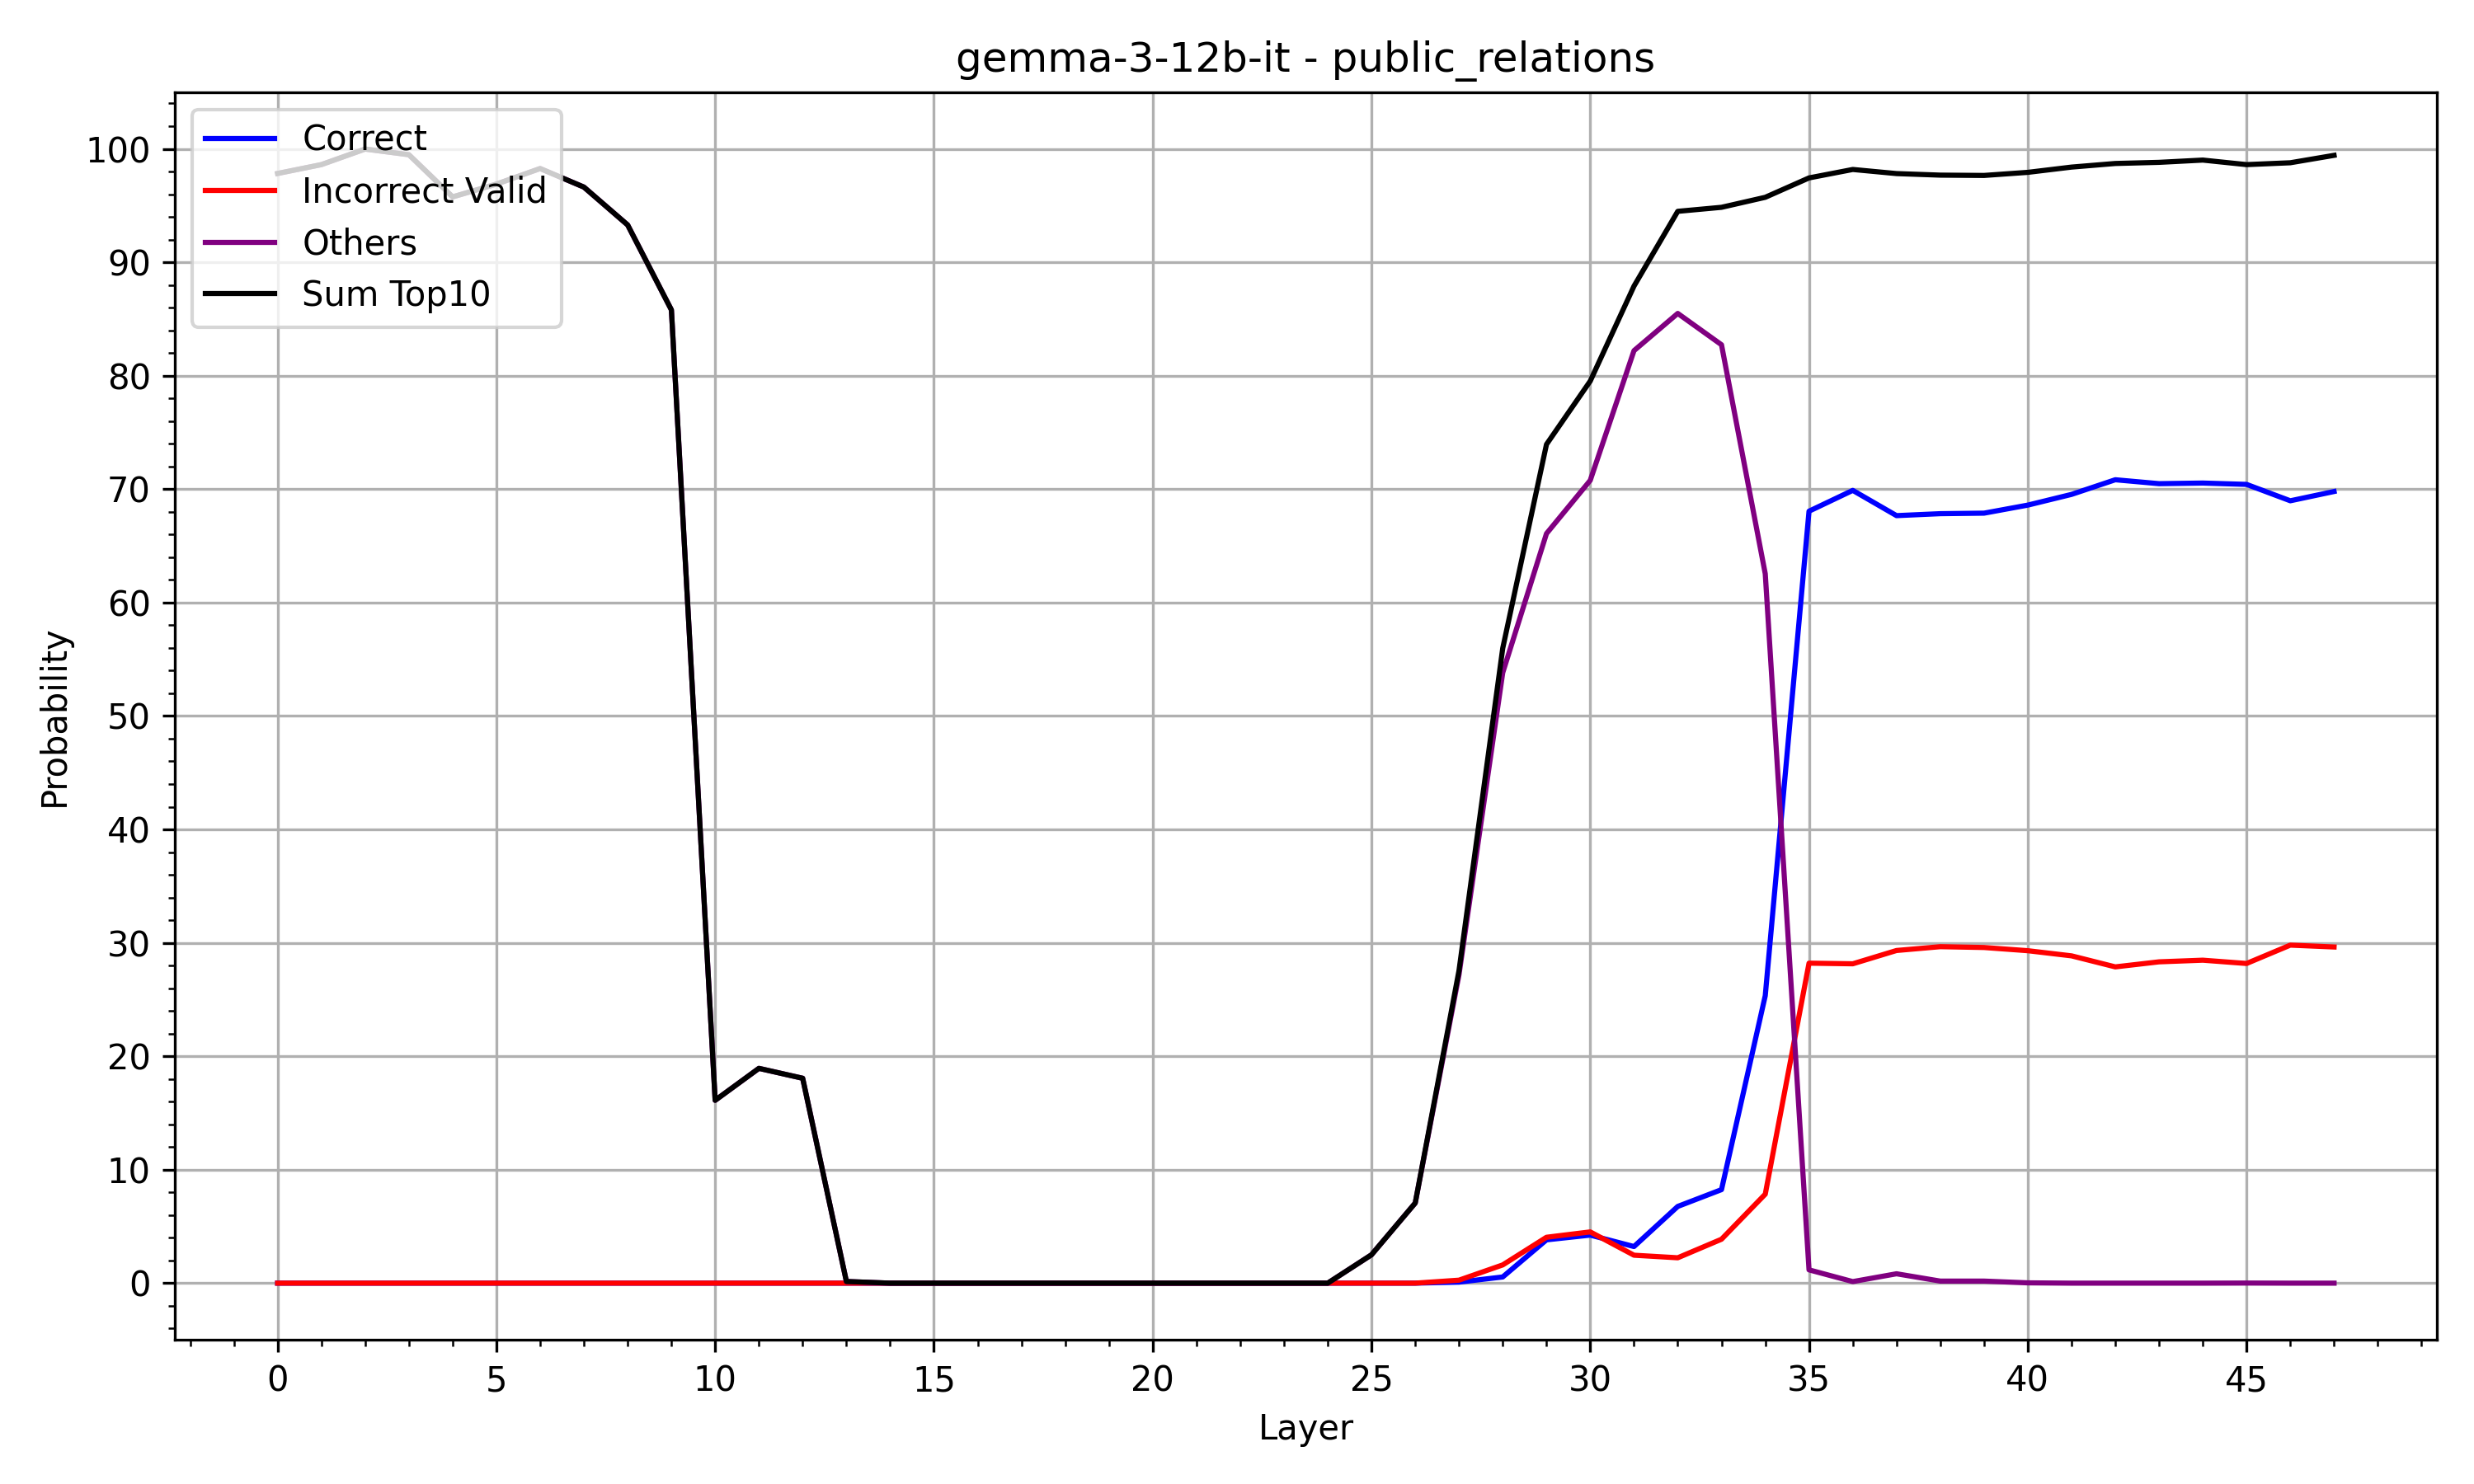 gemma-3-12b-it - public_relations
Correct
Incorrect Valid
Others
Sum Top10
100
90
80
70
60
50
40
30
20
10
0
Probability
0 5 10 15 20 25 30 35 40 45
Layer